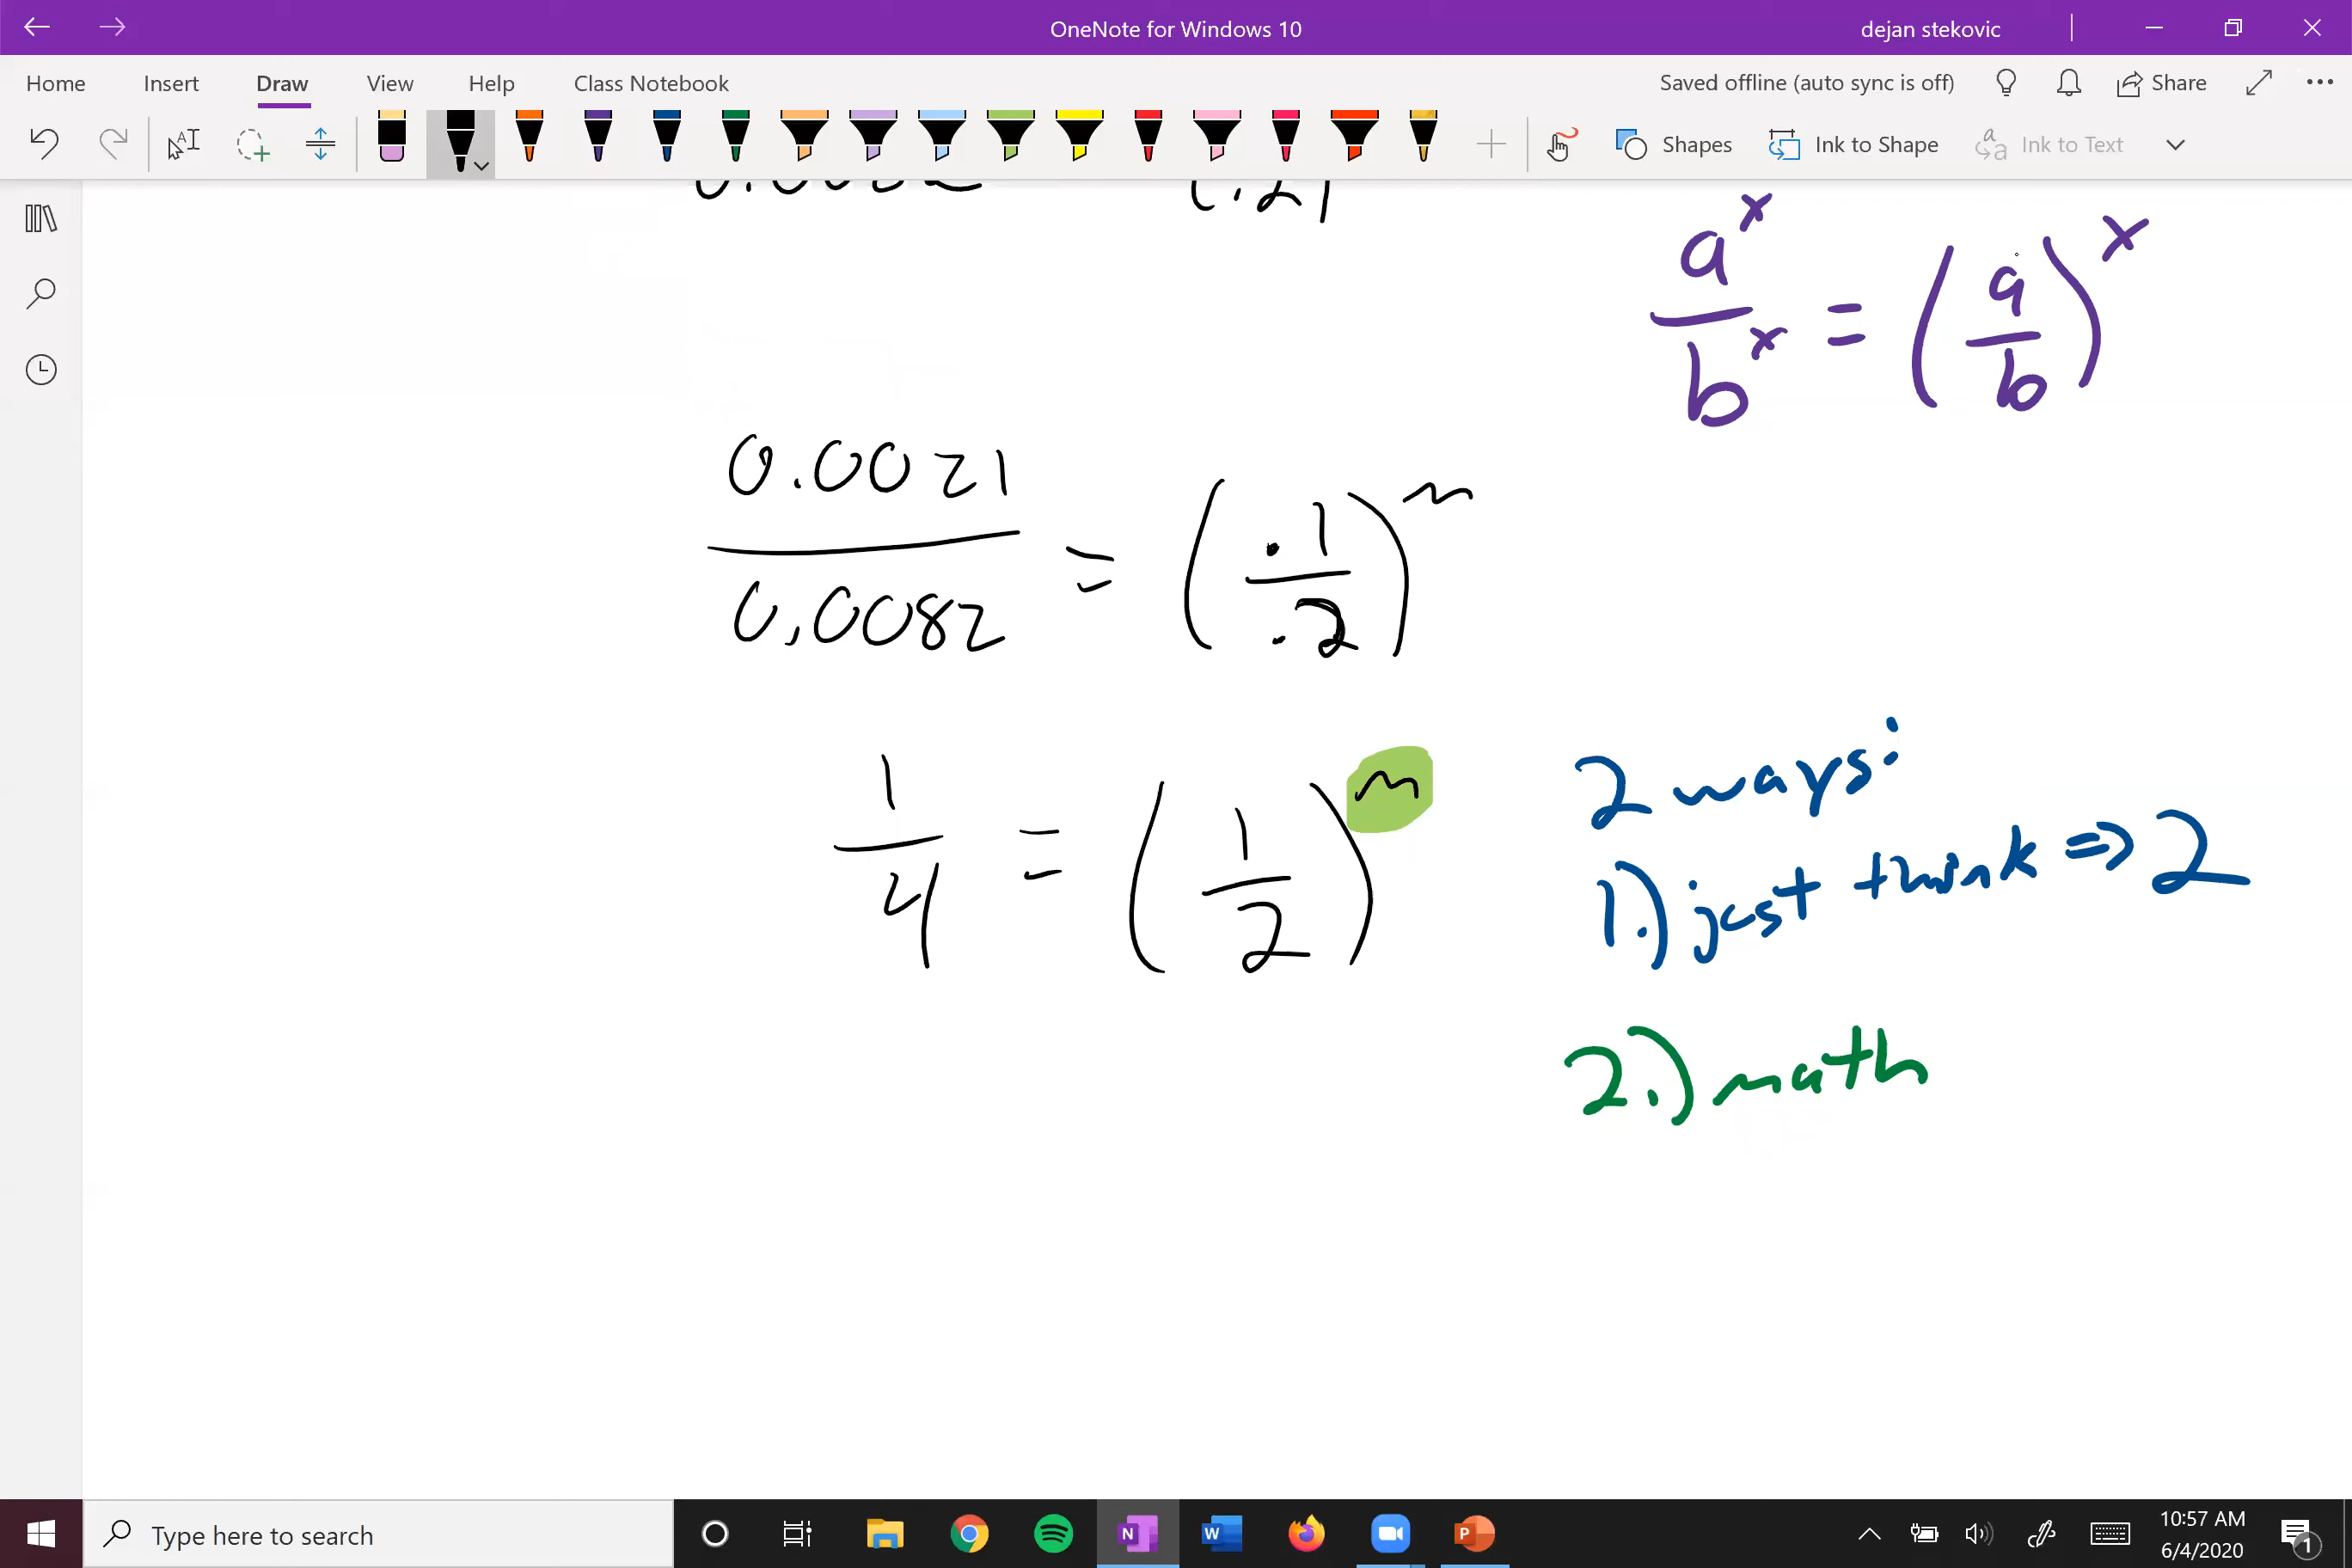 OneNote for Windows 10
dejan stekovic
Home Insert Draw View Help Class Notebook
Saved offline (auto sync is off) Share
Shapes Ink to Shape Ink to Text
a^x / b^x = (a/b)^x
0.0021 / 0.0082 = (.1 / .2)^m
1/4 = (1/2)^m
2 ways:
1.) just think => 2
2.) math
Type here to search
10:57 AM
6/4/2020
1